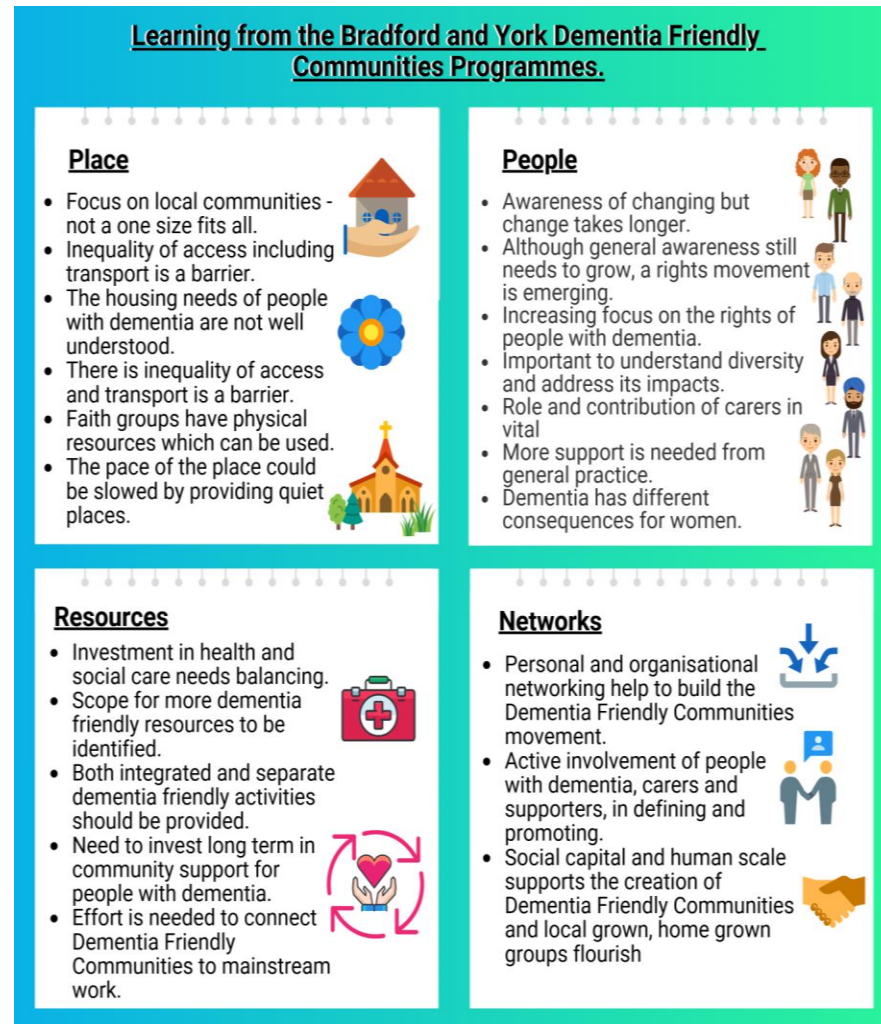 Learning from the Bradford and York Dementia Friendly
Communities Programmes.
Place
• Focus on local communities -
not a one size fits all.
• Inequality of access including
transport is a barrier.
• The housing needs of people
with dementia are not well
understood.
• There is inequality of access
and transport is a barrier.
• Faith groups have physical
resources which can be used.
• The pace of the place could
be slowed by providing quiet
places.
People
• Awareness of changing but
change takes longer.
• Although general awareness still
needs to grow, a rights movement
is emerging.
• Increasing focus on the rights of
people with dementia.
• Important to understand diversity
and address its impacts.
• Role and contribution of carers in
vital
• More support is needed from
general practice.
• Dementia has different
consequences for women.
Resources
• Investment in health and
social care needs balancing.
• Scope for more dementia
friendly resources to be
identified.
• Both integrated and separate
dementia friendly activities
should be provided.
• Need to invest long term in
community support for
people with dementia.
• Effort is needed to connect
Dementia Friendly
Communities to mainstream
work.
Networks
• Personal and organisational
networking help to build the
Dementia Friendly Communities
movement.
• Active involvement of people
with dementia, carers and
supporters, in defining and
promoting.
• Social capital and human scale
supports the creation of
Dementia Friendly Communities
and local grown, home grown
groups flourish